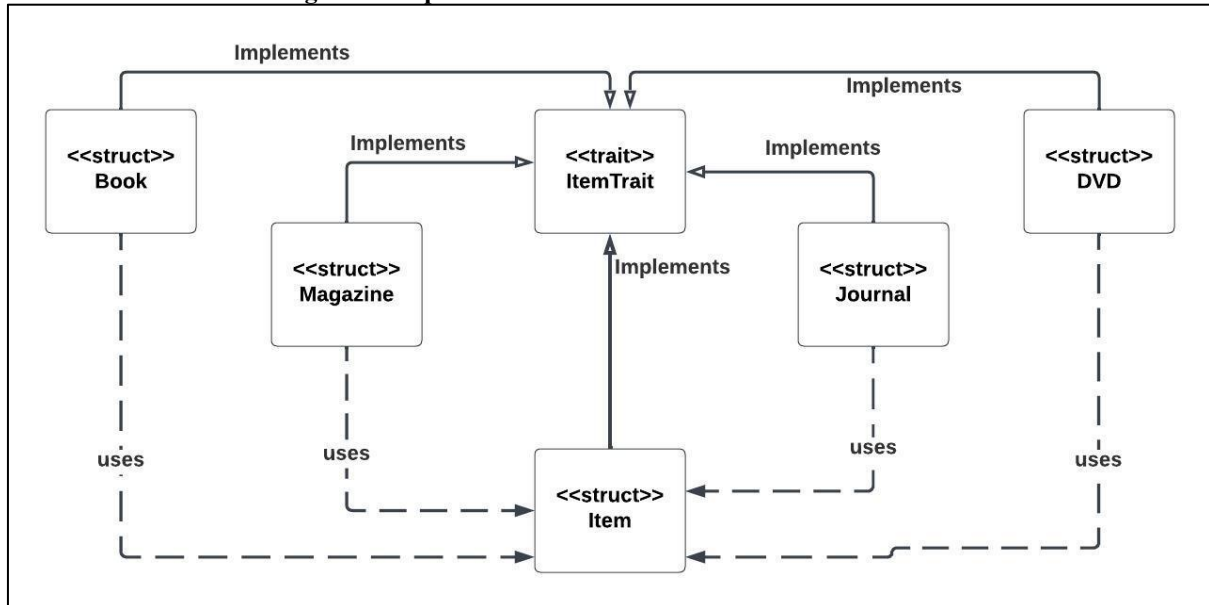 Implements
Implements
<<struct>>
Book
Implements
<<trait>>
ItemTrait
Implements
<<struct>>
DVD
<<struct>>
Magazine
Implements
<<struct>>
Journal
uses
uses
uses
uses
<<struct>>
Item